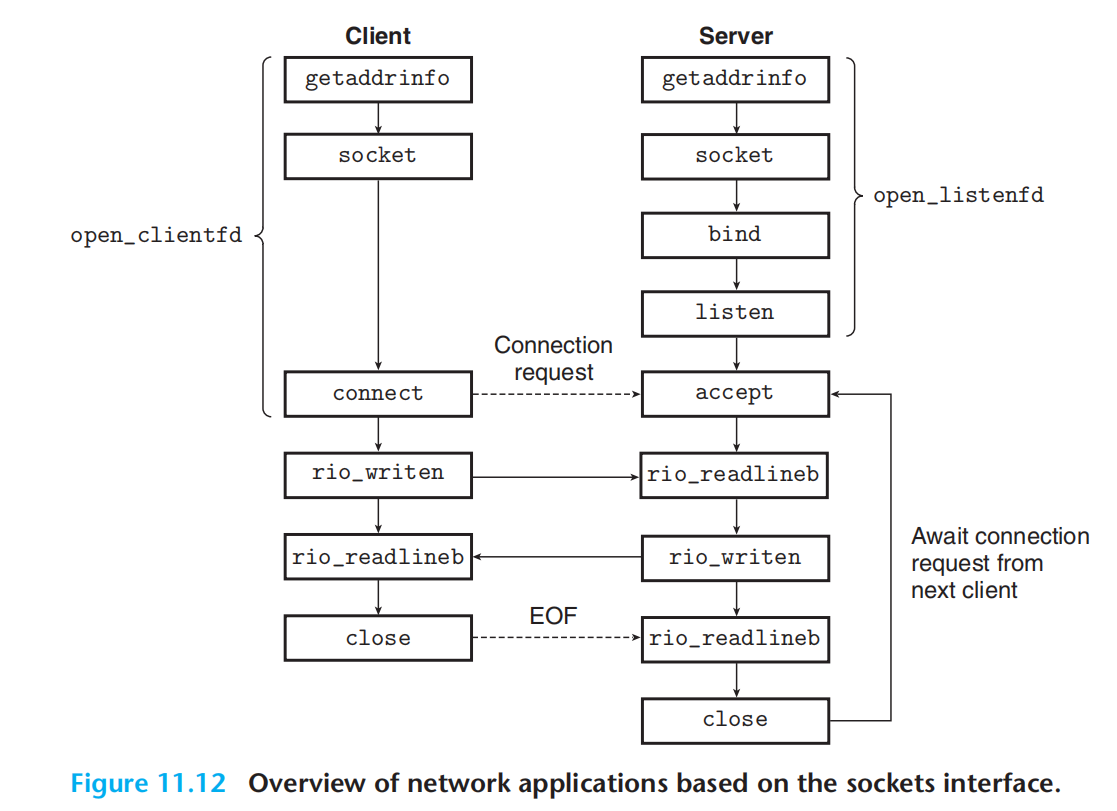 Client
Server
getaddrinfo
getaddrinfo
socket
socket
open_listenfd
open_clientfd
bind
listen
Connection
request
connect
accept
rio_writen
rio_readlineb
Await connection
request from
next client
rio_readlineb
rio_writen
EOF
close
rio_readlineb
close
Figure 11.12 Overview of network applications based on the sockets interface.